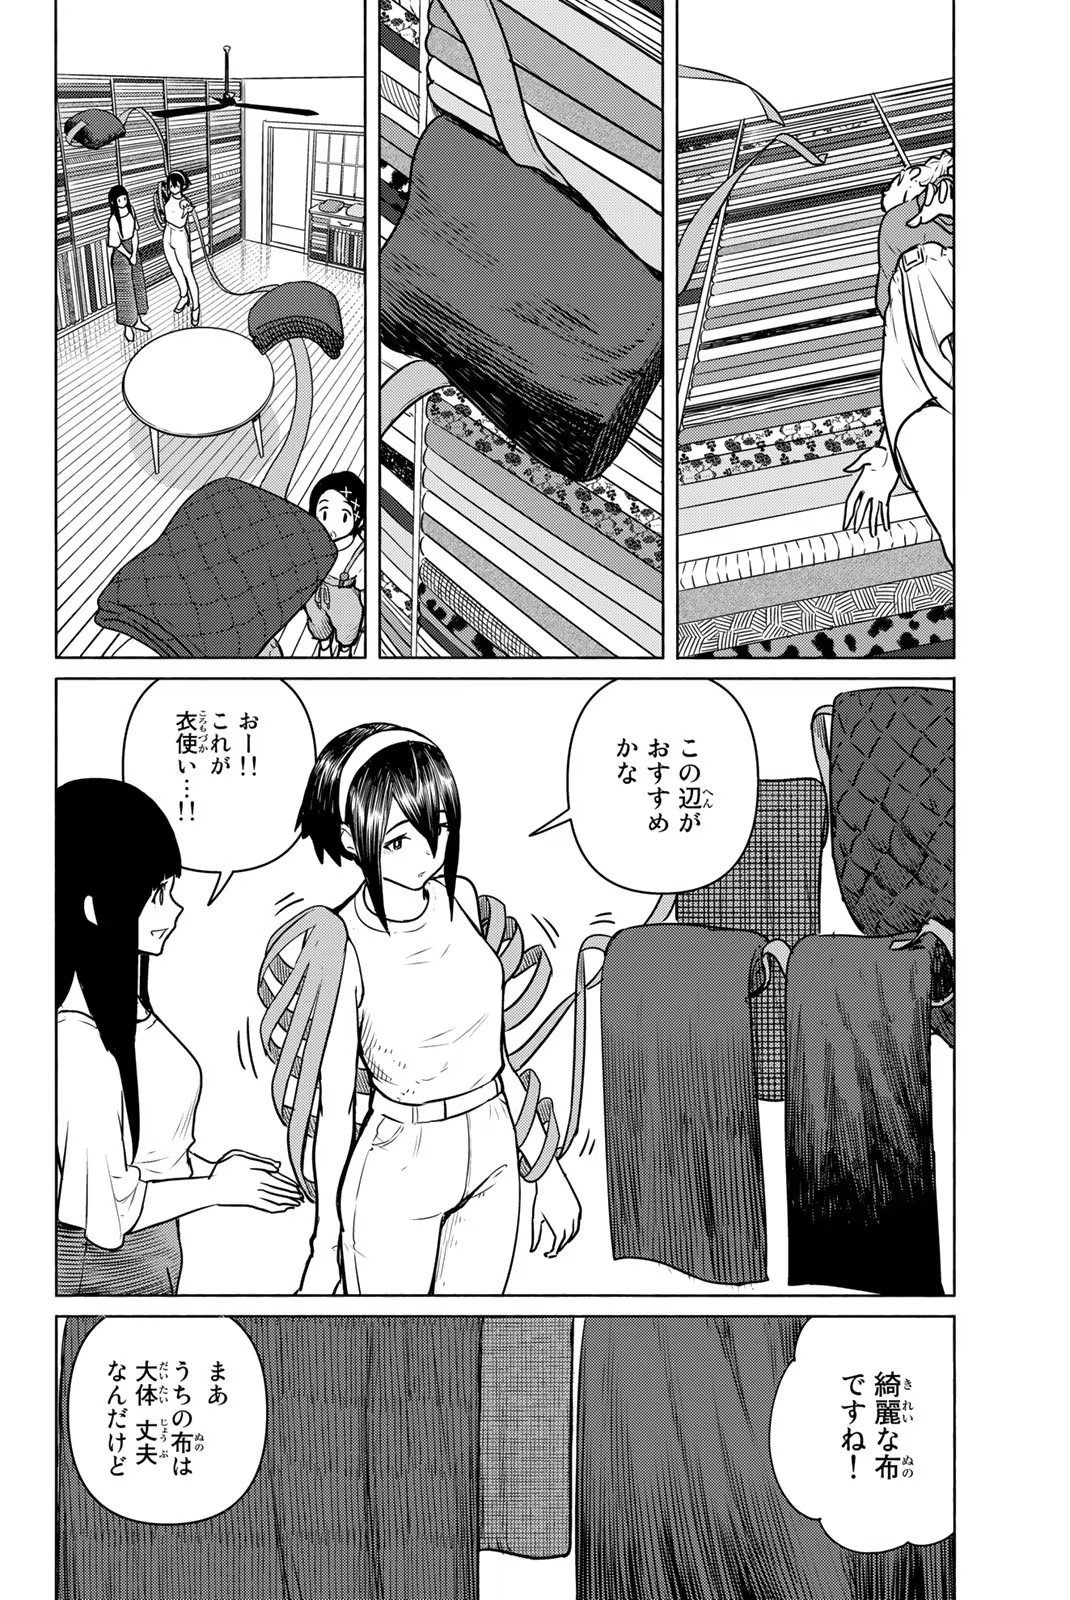 この辺が
おすすめ
かな
おー!!
これが
衣使い…!!
綺麗な布
ですね！
まあ
うちの布は
大体丈夫
なんだけど